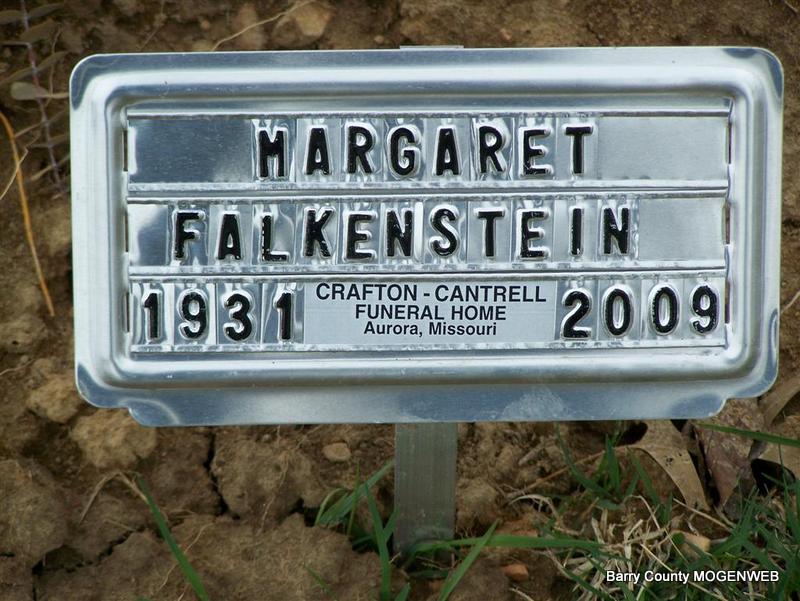 MARGARET
FALKENSTEIN
1931 CRAFTON - CANTRELL 2009
FUNERAL HOME
Aurora, Missouri
Barry County MOGENWEB